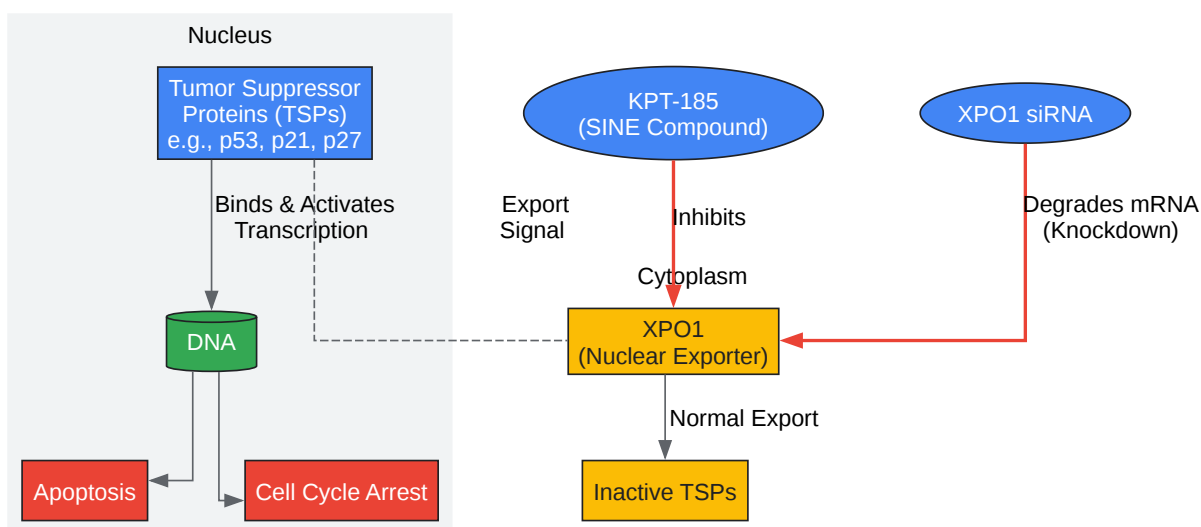 Nucleus
Tumor Suppressor
Proteins (TSPs)
e.g., p53, p21, p27
KPT-185
(SINE Compound)
XPO1 siRNA
Binds & Activates
Transcription
Export
Signal
Inhibits
Degrades mRNA
(Knockdown)
Cytoplasm
DNA
XPO1
(Nuclear Exporter)
Normal Export
Apoptosis
Cell Cycle Arrest
Inactive TSPs